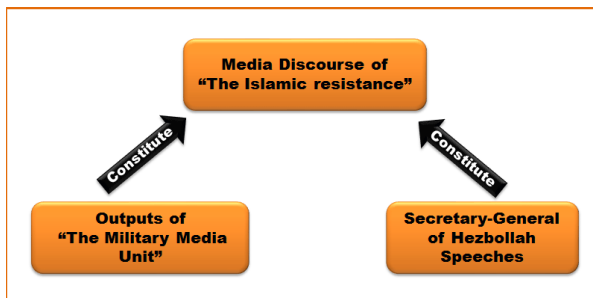 Media Discourse of
“The Islamic resistance”
Constitute
Constitute
Outputs of
“The Military Media
Unit”
Secretary-General
of Hezbollah
Speeches